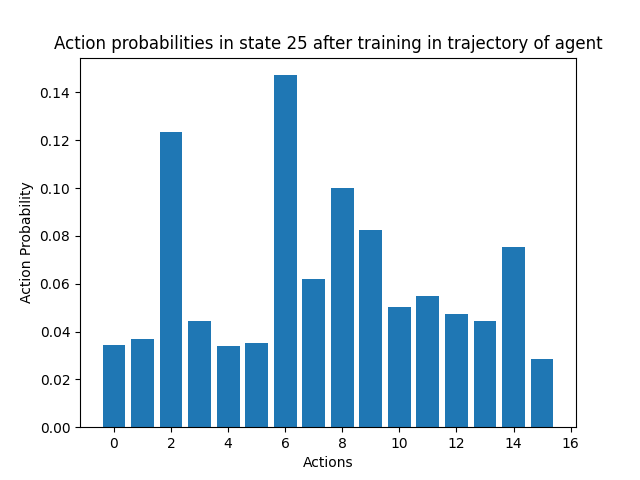 Action probabilities in state 25 after training in trajectory of agent
0.14
0.12
0.10
0.08
0.06
0.04
0.02
0.00
Action Probability
0 2 4 6 8 10 12 14 16
Actions